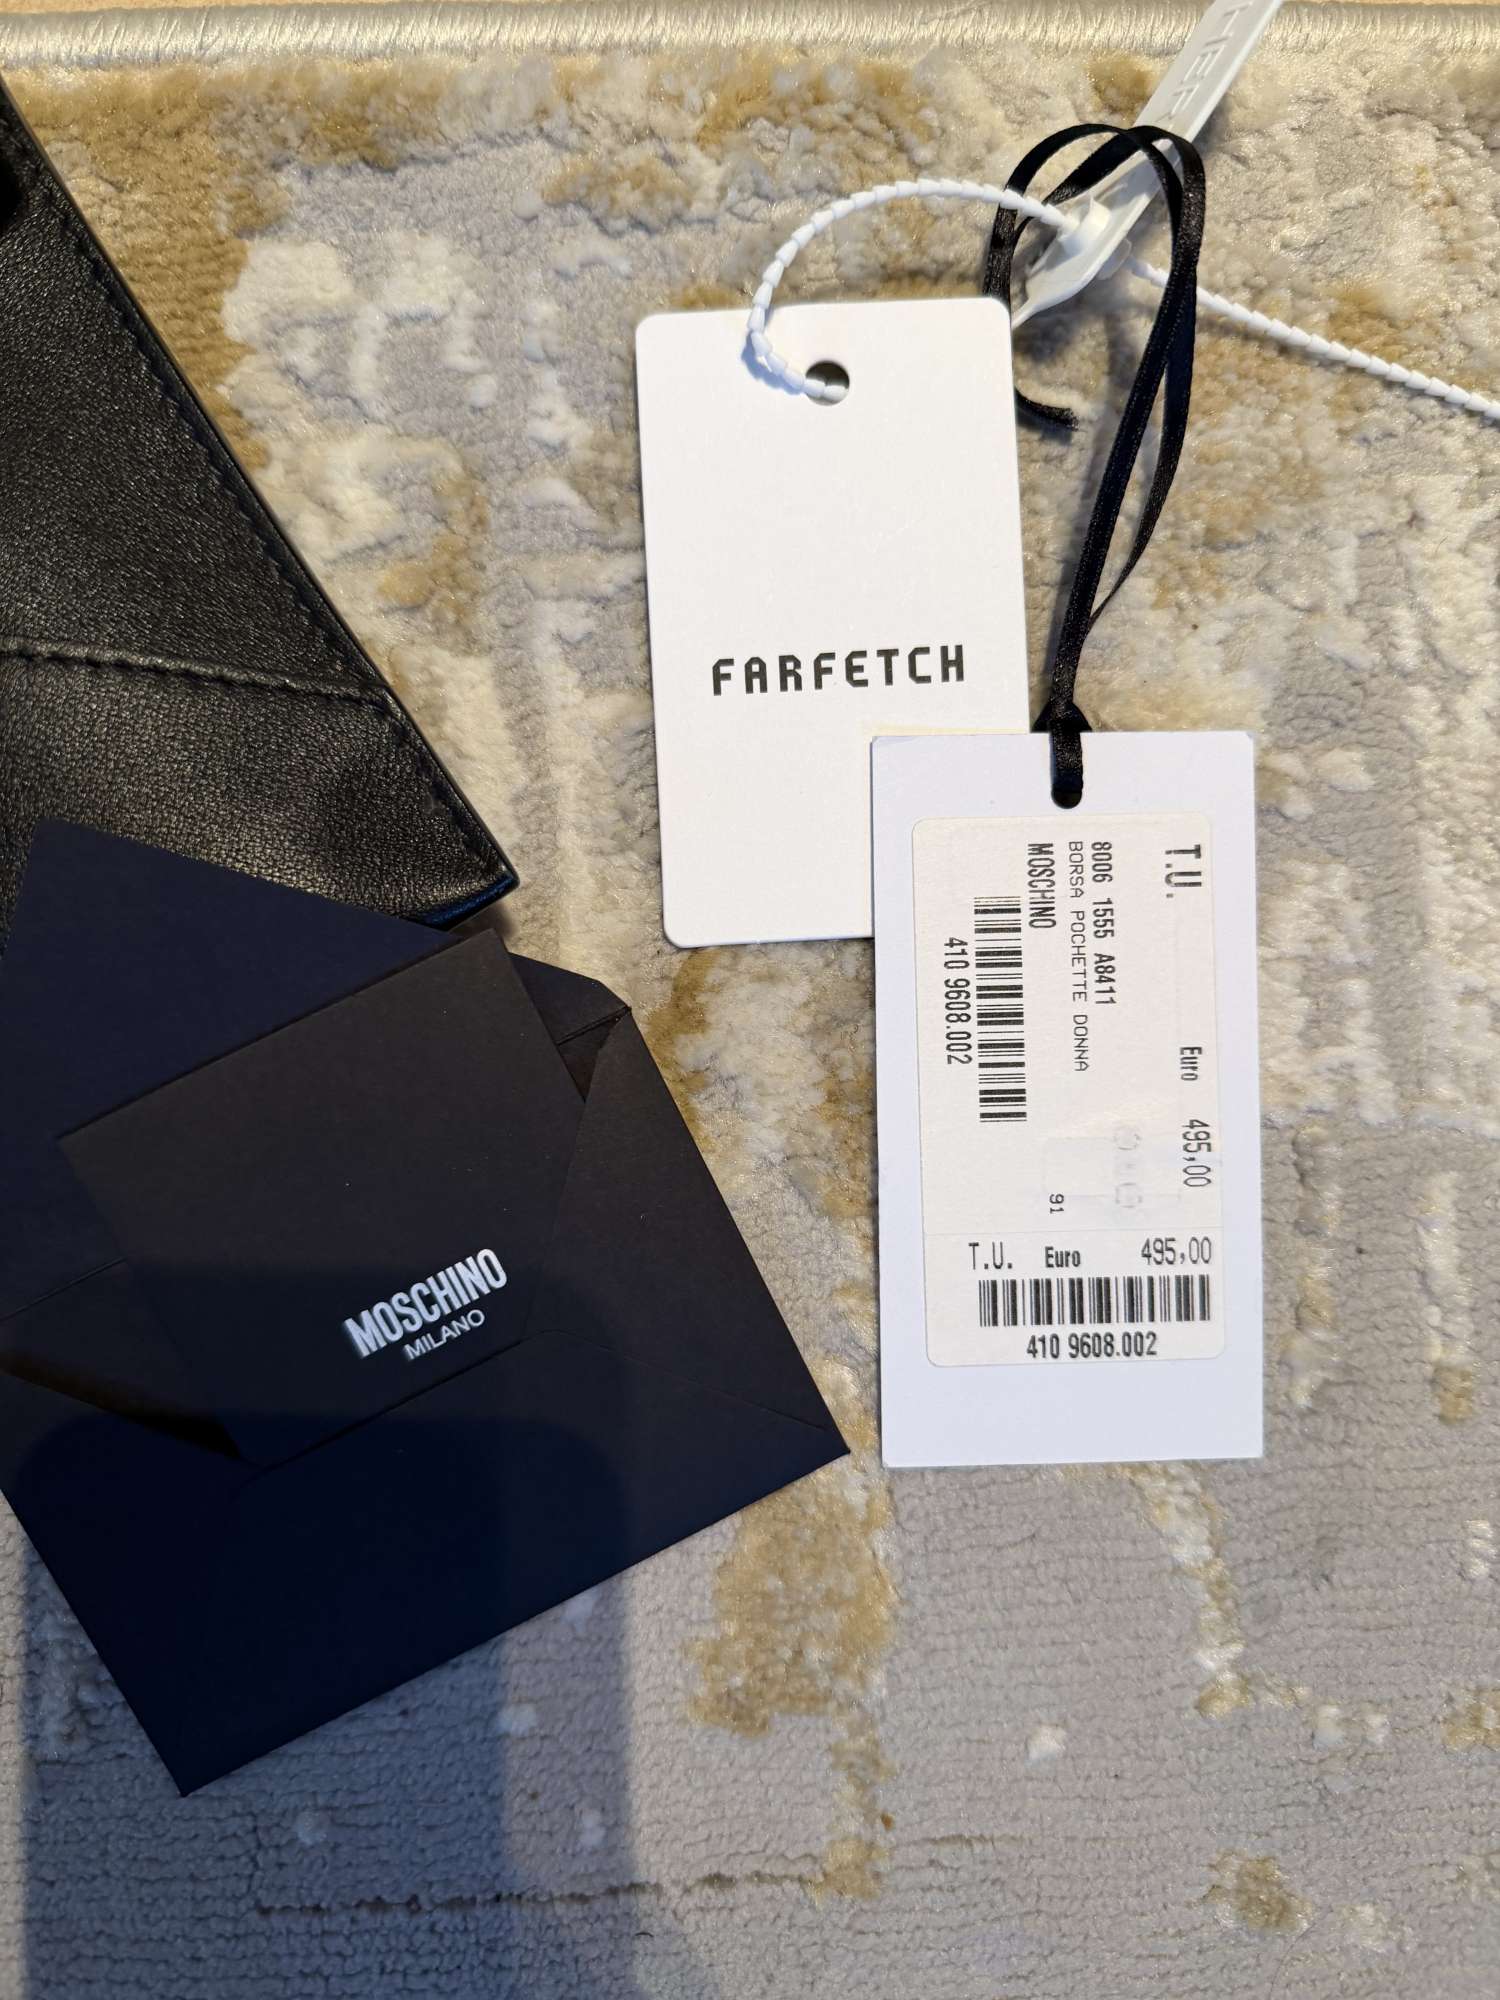 FARFETCH
T.U.
Euro 495,00
8006 1555 A8411
BORSA POCHETTE DONNA
MOSCHINO
91
410 9608.002
T.U. Euro 495,00
410 9608.002
MOSCHINO
MILANO